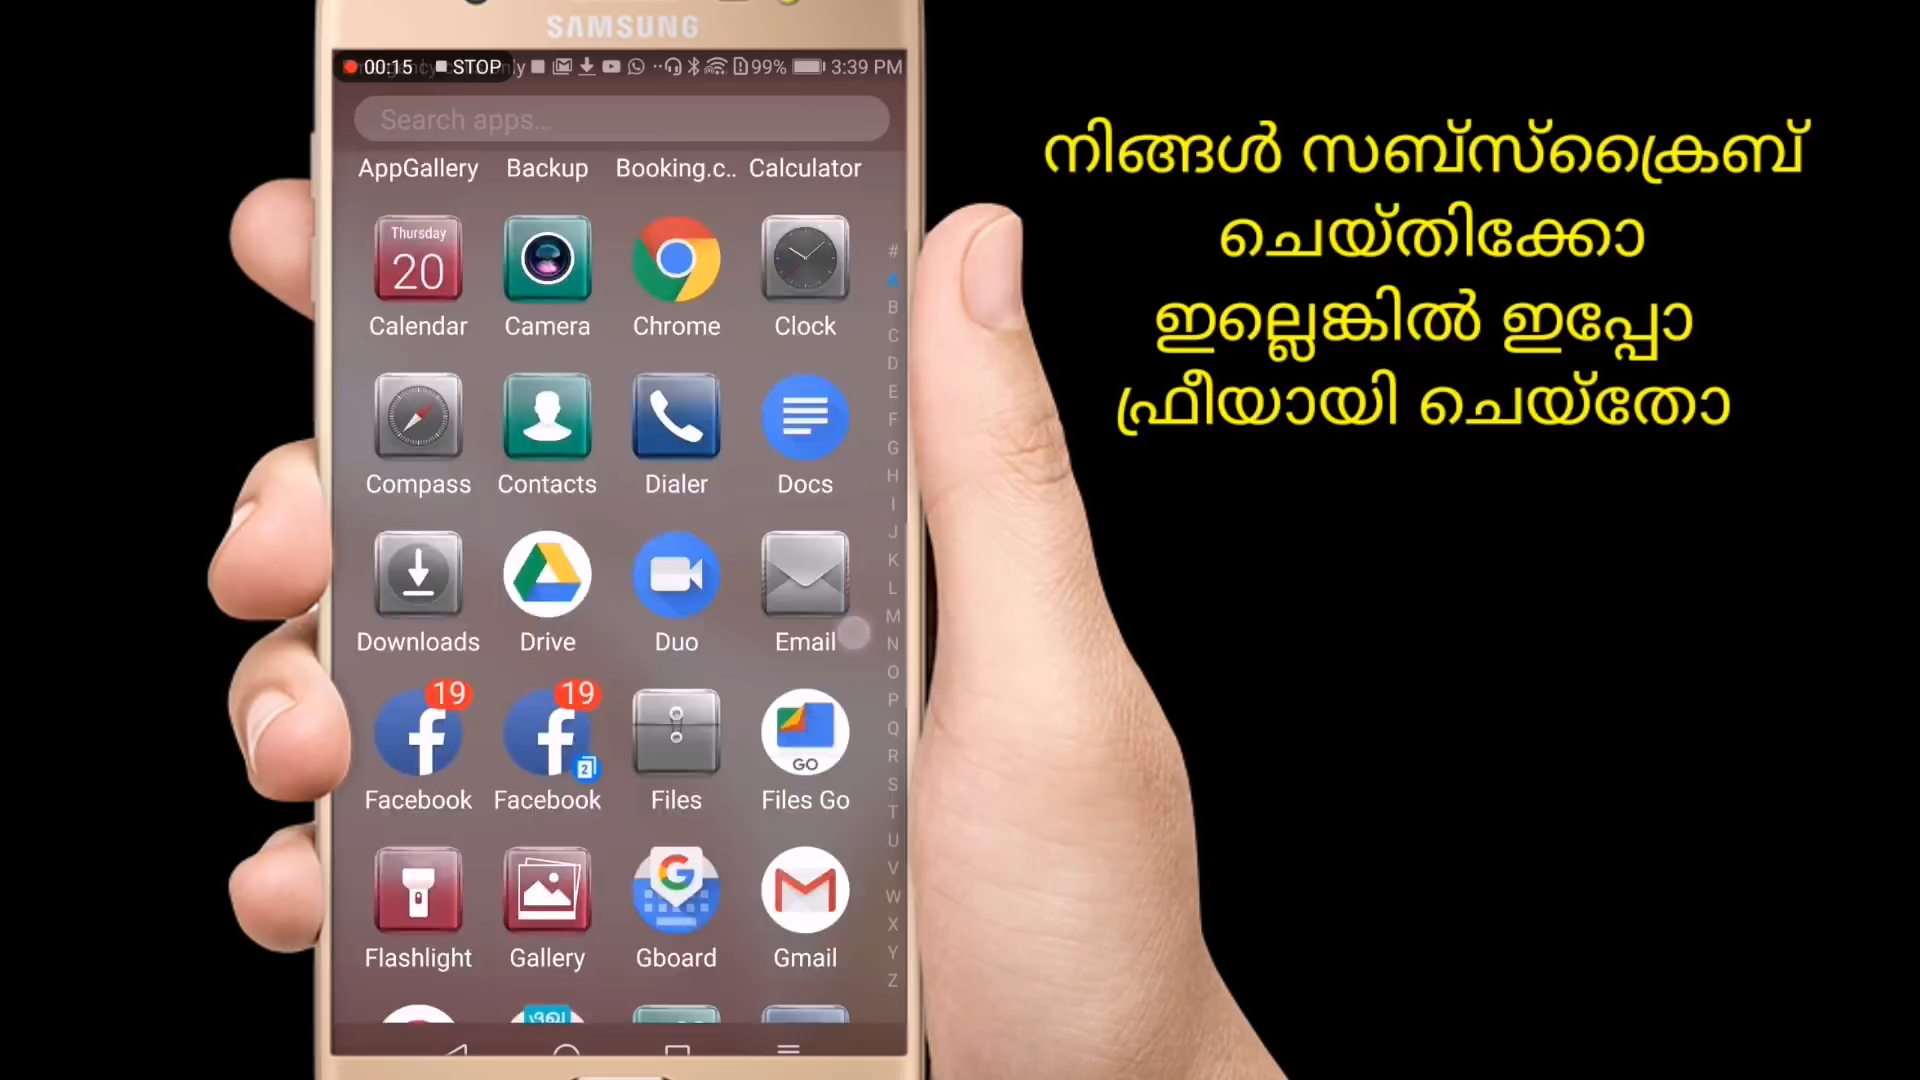 SAMSUNG
00:15 STOP 99% 3:39 PM
Search apps...
AppGallery Backup Booking.c.. Calculator
Thursday
20
Calendar Camera Chrome Clock
Compass Contacts Dialer Docs
Downloads Drive Duo Email
19 19
2
GO
Facebook Facebook Files Files Go
Flashlight Gallery Gboard Gmail
#
A
B
C
D
E
F
G
H
I
J
K
L
M
N
O
P
Q
R
S
T
U
V
W
X
Y
Z
നിങ്ങൾ സബ്സ്ക്രൈബ്
ചെയ്തിക്കോ
ഇല്ലെങ്കിൽ ഇപ്പോ
ഫ്രീയായി ചെയ്തോ